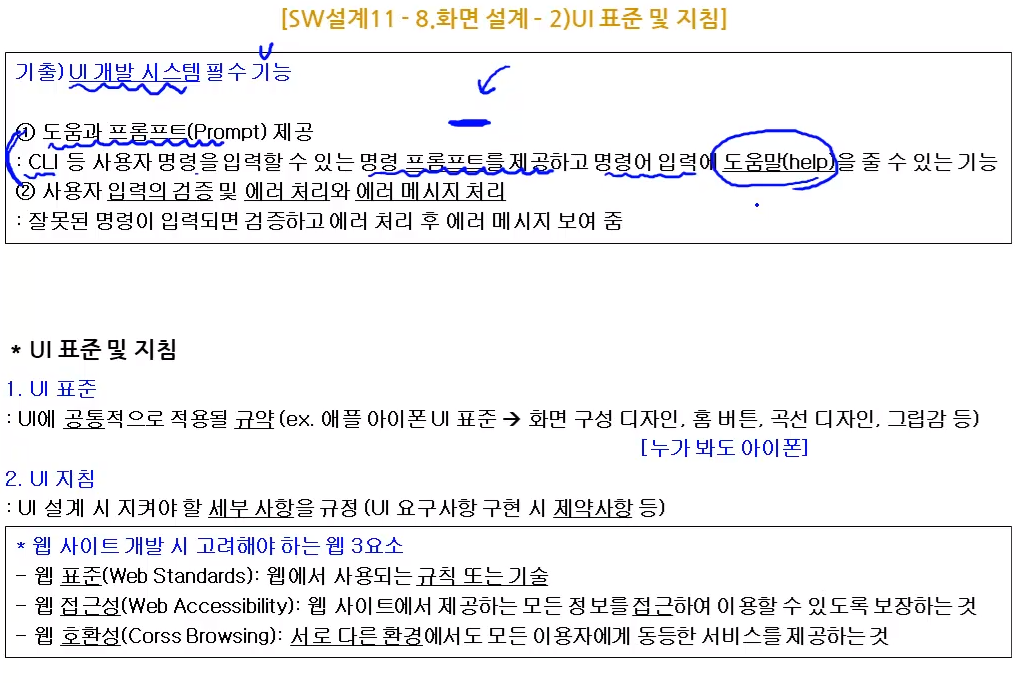 [SW설계11 - 8.화면 설계 - 2)UI 표준 및 지침]
기출) UI 개발 시스템 필수 기능
① 도움과 프롬프트(Prompt) 제공
: CLI 등 사용자 명령을 입력할 수 있는 명령 프롬프트를 제공하고 명령어 입력에 도움말(help)을 줄 수 있는 기능
② 사용자 입력의 검증 및 에러 처리와 에러 메시지 처리
: 잘못된 명령이 입력되면 검증하고 에러 처리 후 에러 메시지 보여 줌
* UI 표준 및 지침
1. UI 표준
: UI에 공통적으로 적용될 규약 (ex. 애플 아이폰 UI 표준 → 화면 구성 디자인, 홈 버튼, 곡선 디자인, 그립감 등)
[누가 봐도 아이폰]
2. UI 지침
: UI 설계 시 지켜야 할 세부 사항을 규정 (UI 요구사항 구현 시 제약사항 등)
* 웹 사이트 개발 시 고려해야 하는 웹 3요소
- 웹 표준(Web Standards): 웹에서 사용되는 규칙 또는 기술
- 웹 접근성(Web Accessibility): 웹 사이트에서 제공하는 모든 정보를 접근하여 이용할 수 있도록 보장하는 것
- 웹 호환성(Corss Browsing): 서로 다른 환경에서도 모든 이용자에게 동등한 서비스를 제공하는 것